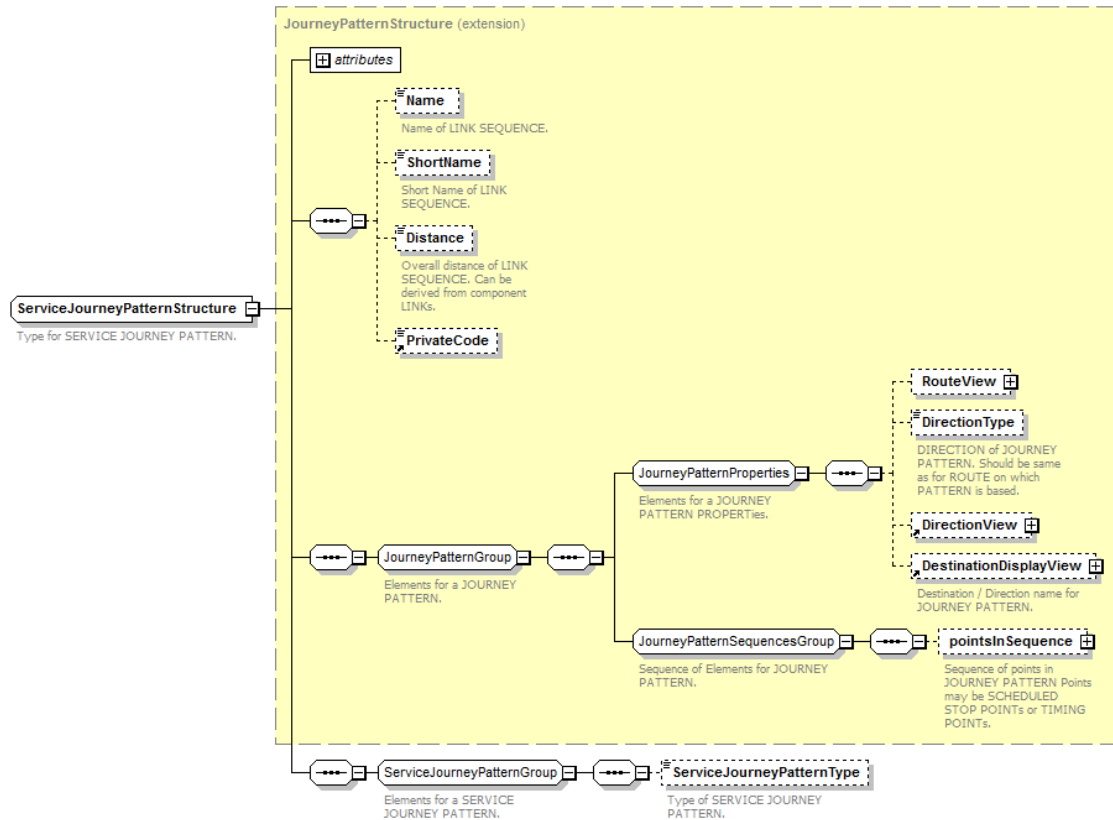 JourneyPatternStructure (extension)
attributes
Name
Name of LINK SEQUENCE.
ShortName
Short Name of LINK
SEQUENCE.
Distance
Overall distance of LINK
SEQUENCE. Can be
derived from component
LINKs.
PrivateCode
ServiceJourneyPatternStructure
Type for SERVICE JOURNEY PATTERN.
JourneyPatternGroup
Elements for a JOURNEY
PATTERN.
JourneyPatternProperties
Elements for a JOURNEY
PATTERN PROPERTies.
RouteView
DirectionType
DIRECTION of JOURNEY
PATTERN. Should be same
as for ROUTE on which
PATTERN is based.
DirectionView
DestinationDisplayView
Destination / Direction name for
JOURNEY PATTERN.
JourneyPatternSequencesGroup
Sequence of Elements for JOURNEY
PATTERN.
pointsInSequence
Sequence of points in
JOURNEY PATTERN Points
may be SCHEDULED
STOP POINTs or TIMING
POINTs.
ServiceJourneyPatternGroup
Elements for a SERVICE
JOURNEY PATTERN.
ServiceJourneyPatternType
Type of SERVICE JOURNEY
PATTERN.